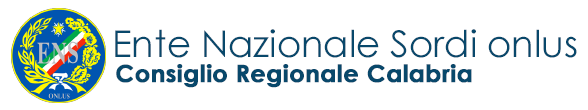 ENS
ONLUS
Ente Nazionale Sordi onlus
Consiglio Regionale Calabria